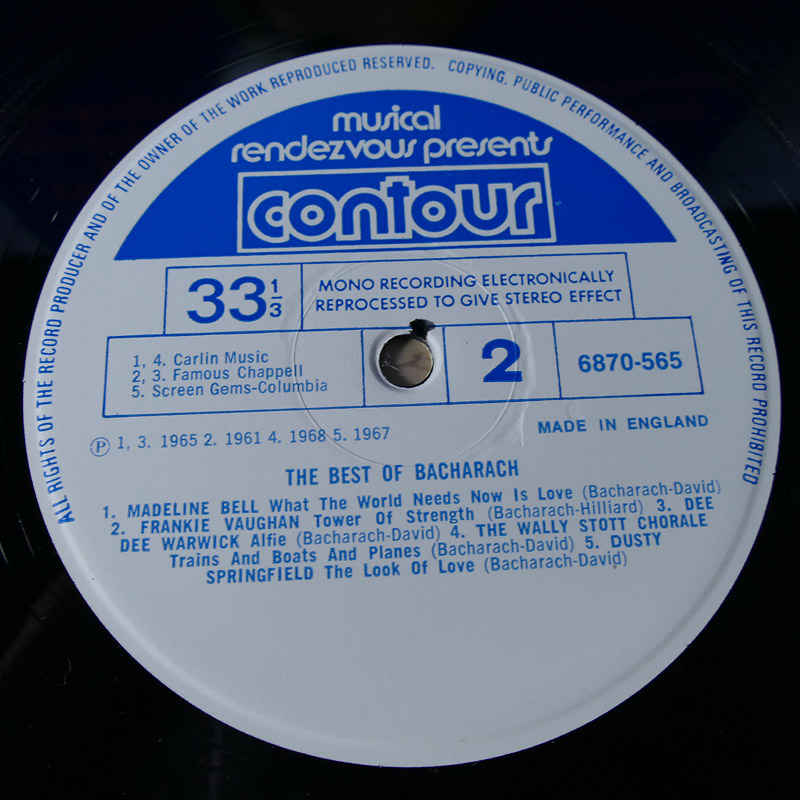 ALL RIGHTS OF THE RECORD PRODUCER AND OF THE OWNER OF THE WORK REPRODUCED RESERVED. COPYING, PUBLIC PERFORMANCE AND BROADCASTING OF THIS RECORD PROHIBITED
musical
rendezvous presents
contour
33 1/3
MONO RECORDING ELECTRONICALLY
REPROCESSED TO GIVE STEREO EFFECT
1, 4. Carlin Music
2, 3. Famous Chappell
5. Screen Gems-Columbia
2
6870-565
Ⓟ 1, 3. 1965 2. 1961 4. 1968 5. 1967
MADE IN ENGLAND
THE BEST OF BACHARACH
1. MADELINE BELL What The World Needs Now Is Love (Bacharach-David)
2. FRANKIE VAUGHAN Tower Of Strength (Bacharach-Hilliard) 3. DEE
DEE WARWICK Alfie (Bacharach-David) 4. THE WALLY STOTT CHORALE
Trains And Boats And Planes (Bacharach-David) 5. DUSTY
SPRINGFIELD The Look Of Love (Bacharach-David)